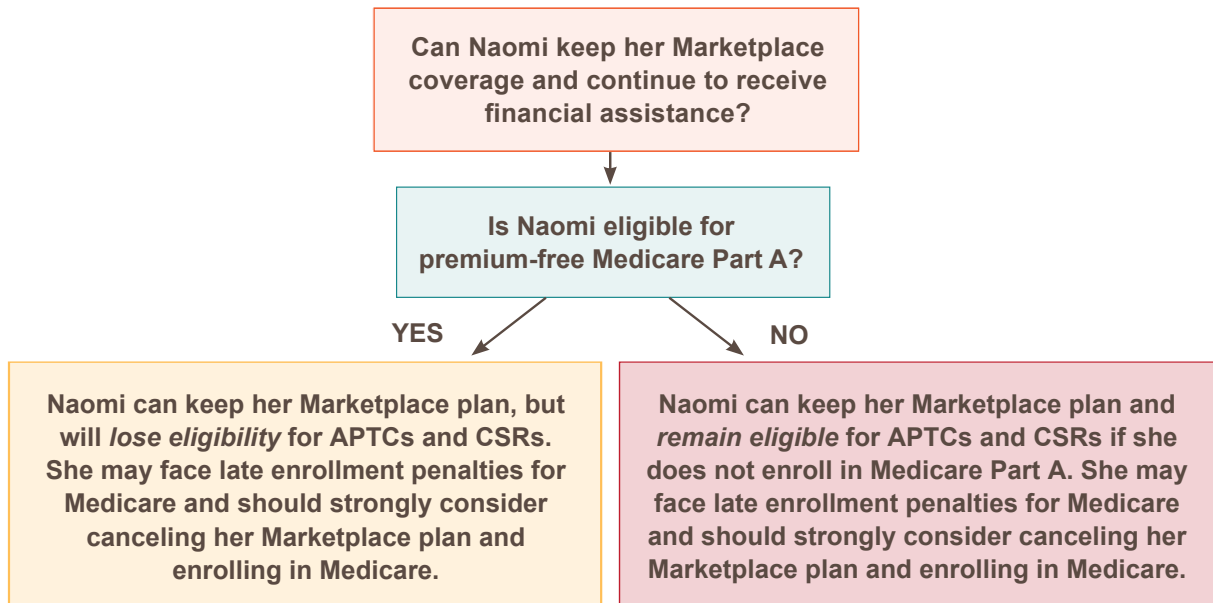 Can Naomi keep her Marketplace
coverage and continue to receive
financial assistance?
Is Naomi eligible for
premium-free Medicare Part A?
YES
NO
Naomi can keep her Marketplace plan, but
will lose eligibility for APTCs and CSRs.
She may face late enrollment penalties for
Medicare and should strongly consider
canceling her Marketplace plan and
enrolling in Medicare.
Naomi can keep her Marketplace plan and
remain eligible for APTCs and CSRs if she
does not enroll in Medicare Part A. She may
face late enrollment penalties for Medicare
and should strongly consider canceling her
Marketplace plan and enrolling in Medicare.